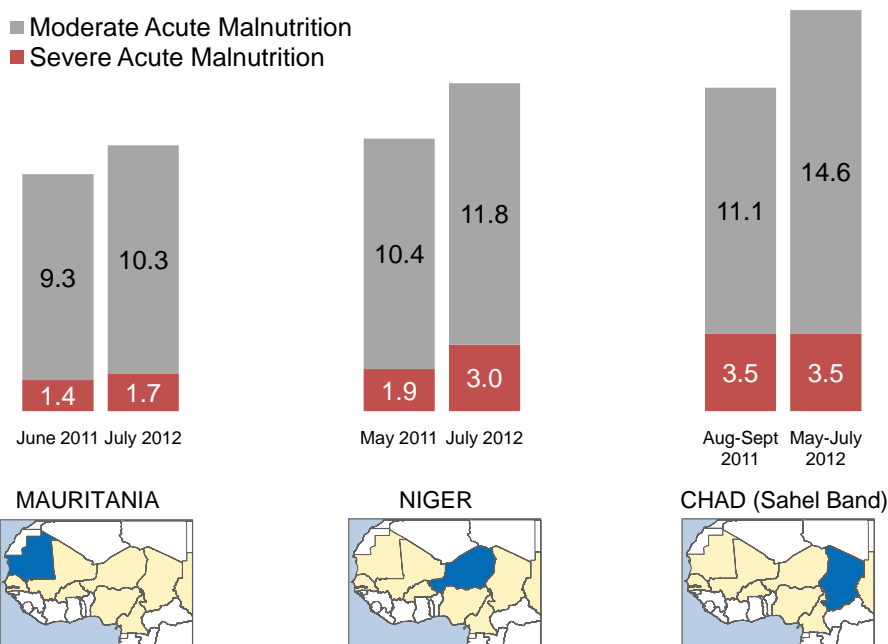 Moderate Acute Malnutrition
Severe Acute Malnutrition
9.3
10.3
1.4
1.7
June 2011 July 2012
MAURITANIA
10.4
11.8
1.9
3.0
May 2011 July 2012
NIGER
11.1
14.6
3.5
3.5
Aug-Sept
2011
May-July
2012
CHAD (Sahel Band)